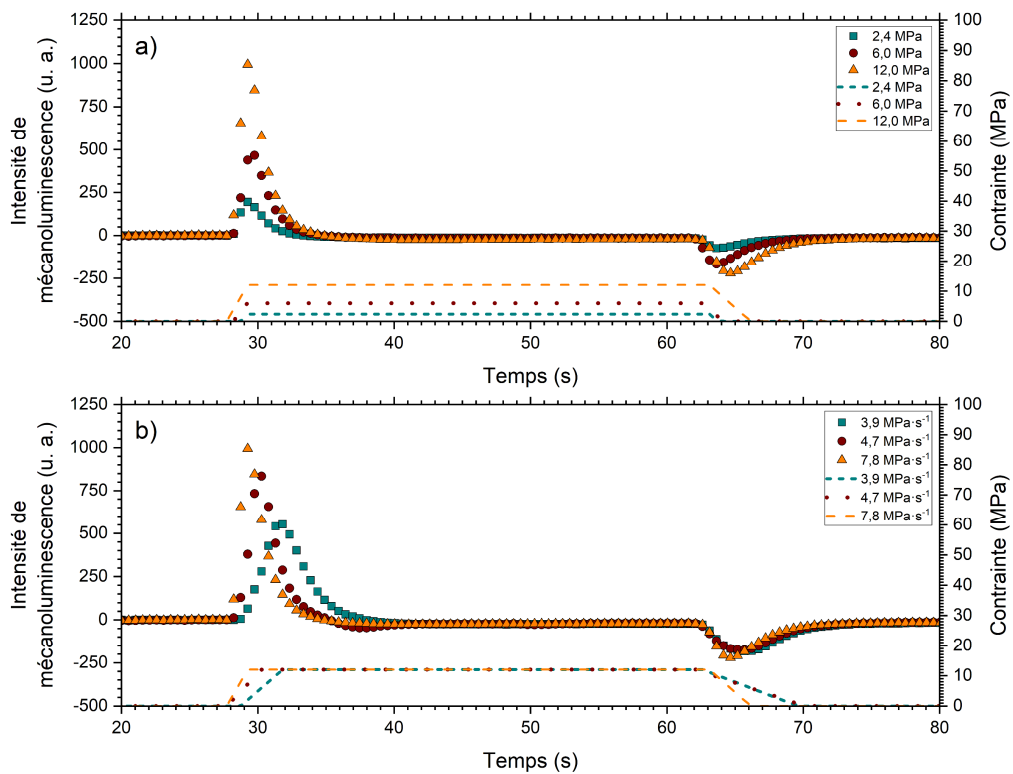 a)
1250
1000
750
500
250
0
-250
-500
Intensité de
mécanoluminescence (u. a.)
100
90
80
70
60
50
40
30
20
10
0
Contrainte (MPa)
2,4 MPa
6,0 MPa
12,0 MPa
2,4 MPa
6,0 MPa
12,0 MPa
20 30 40 50 60 70 80
Temps (s)
b)
1250
1000
750
500
250
0
-250
-500
Intensité de
mécanoluminescence (u. a.)
100
90
80
70
60
50
40
30
20
10
0
Contrainte (MPa)
3,9 MPa·s⁻¹
4,7 MPa·s⁻¹
7,8 MPa·s⁻¹
3,9 MPa·s⁻¹
4,7 MPa·s⁻¹
7,8 MPa·s⁻¹
20 30 40 50 60 70 80
Temps (s)